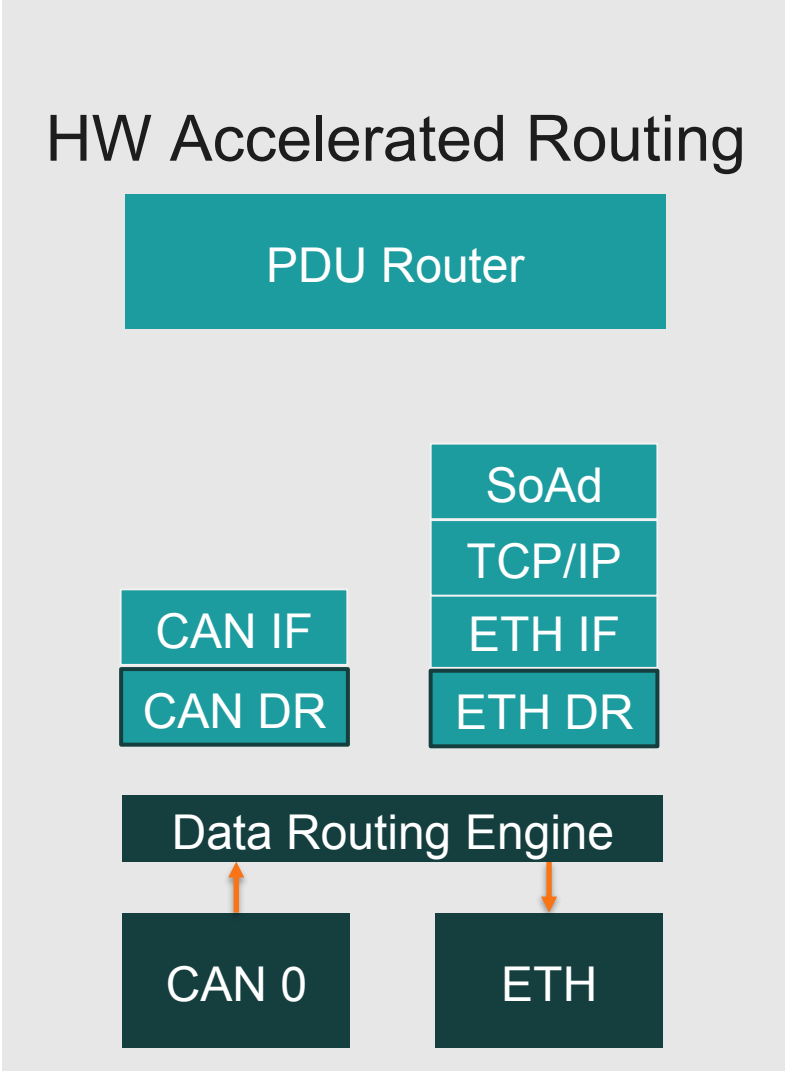 HW Accelerated Routing
PDU Router
SoAd
TCP/IP
CAN IF
ETH IF
CAN DR
ETH DR
Data Routing Engine
CAN 0
ETH